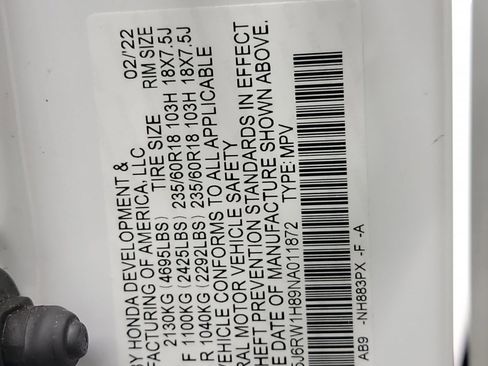 BY HONDA DEVELOPMENT & 02/'22
FACTURING OF AMERICA, LLC
TIRE SIZE RIM SIZE
2130KG (4695LBS)
F 1100KG (2425LBS) 235/60R18 103H 18X7.5J
R 1040KG (2292LBS) 235/60R18 103H 18X7.5J
VEHICLE CONFORMS TO ALL APPLICABLE
RAL MOTOR VEHICLE SAFETY
THEFT PREVENTION STANDARDS IN EFFECT
DATE OF MANUFACTURE SHOWN ABOVE.
5J6RW1H89NA011872 TYPE: MPV
AB9 -NH883PX -F -A